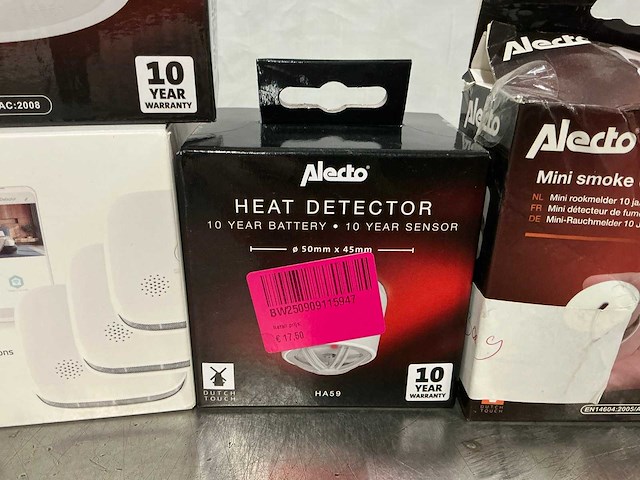 10
YEAR
WARRANTY
AC:2008
ons
Alecto
HEAT DETECTOR
10 YEAR BATTERY • 10 YEAR SENSOR
ø 50mm x 45mm
BW250909115947
€ 17,50
DUTCH
TOUCH
HA59
10
YEAR
WARRANTY
Alecto
Alecto
Alecto
Mini smoke
NL Mini rookmelder 10 ja
FR Mini détecteur de fum
DE Mini-Rauchmelder 10 J
DUTCH
TOUCH
EN14604:2005/A